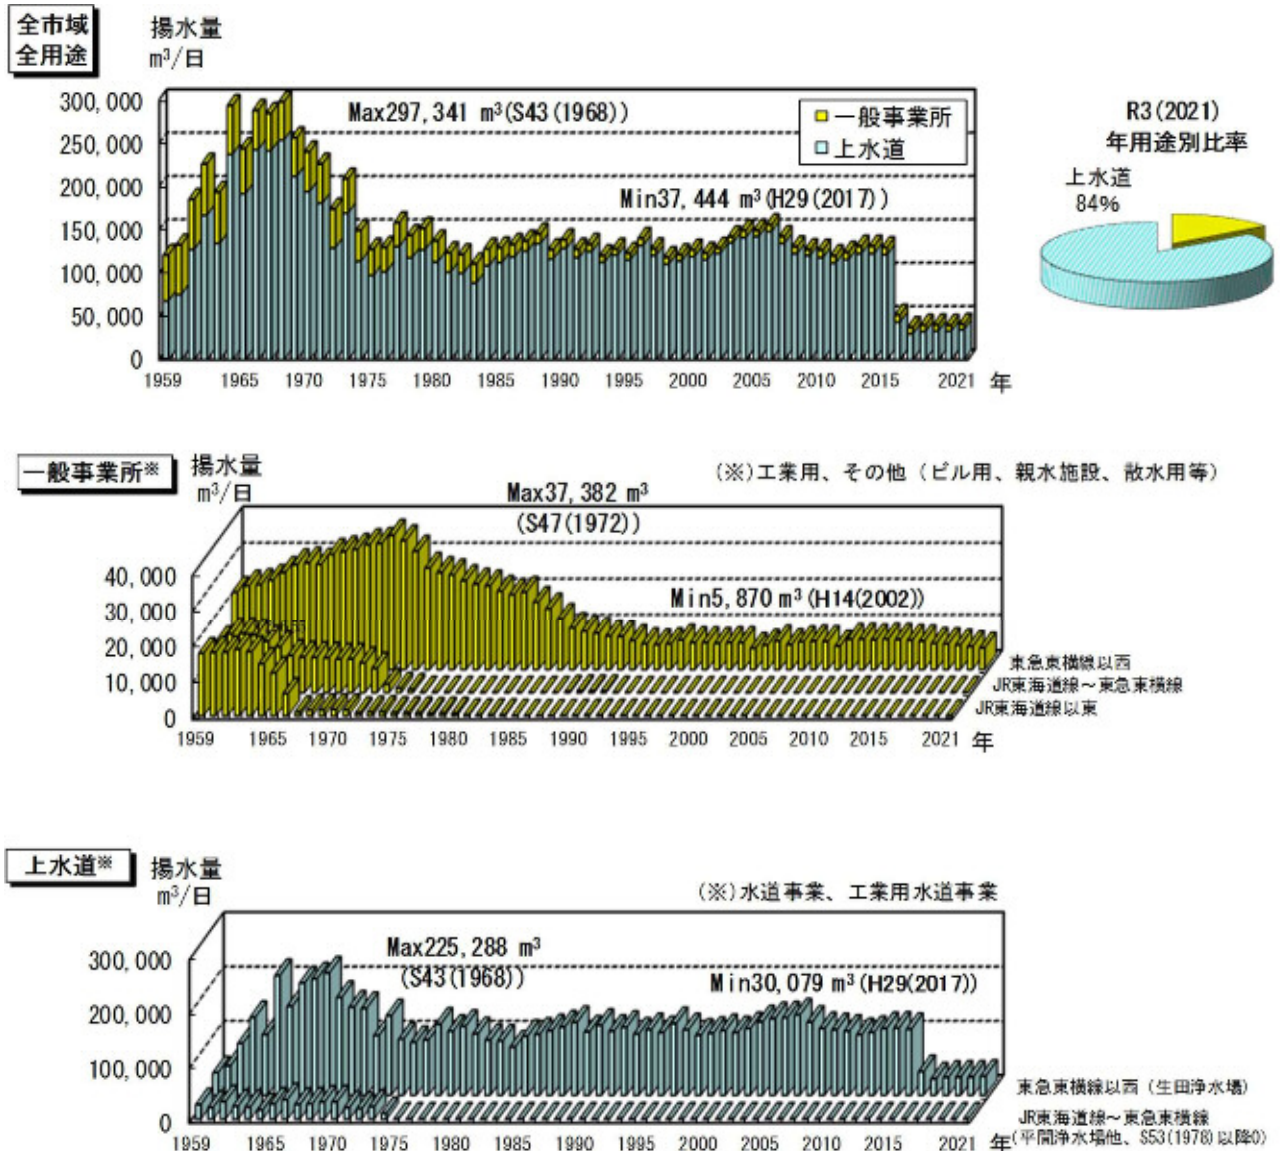 全市域
全用途
揚水量
m³/日
300,000
250,000
200,000
150,000
100,000
50,000
0
Max297,341 m³(S43(1968))
Min37,444 m³(H29(2017))
一般事業所
上水道
1959 1965 1970 1975 1980 1985 1990 1995 2000 2005 2010 2015 2021 年
R3(2021)
年用途別比率
上水道
84%
一般事業所※
揚水量
m³/日
(※)工業用、その他（ビル用、親水施設、散水用等）
Max37,382 m³
(S47(1972))
Min5,870 m³(H14(2002))
40,000
30,000
20,000
10,000
0
東急東横線以西
JR東海道線～東急東横線
JR東海道線以東
1959 1965 1970 1975 1980 1985 1990 1995 2000 2005 2010 2015 2021 年
上水道※
揚水量
m³/日
(※)水道事業、工業用水道事業
Max225,288 m³
(S43(1968))
Min30,079 m³(H29(2017))
300,000
200,000
100,000
0
東急東横線以西（生田浄水場）
JR東海道線～東急東横線
(平間浄水場他、S53(1978)以降0)
1959 1965 1970 1975 1980 1985 1990 1995 2000 2005 2010 2015 2021 年